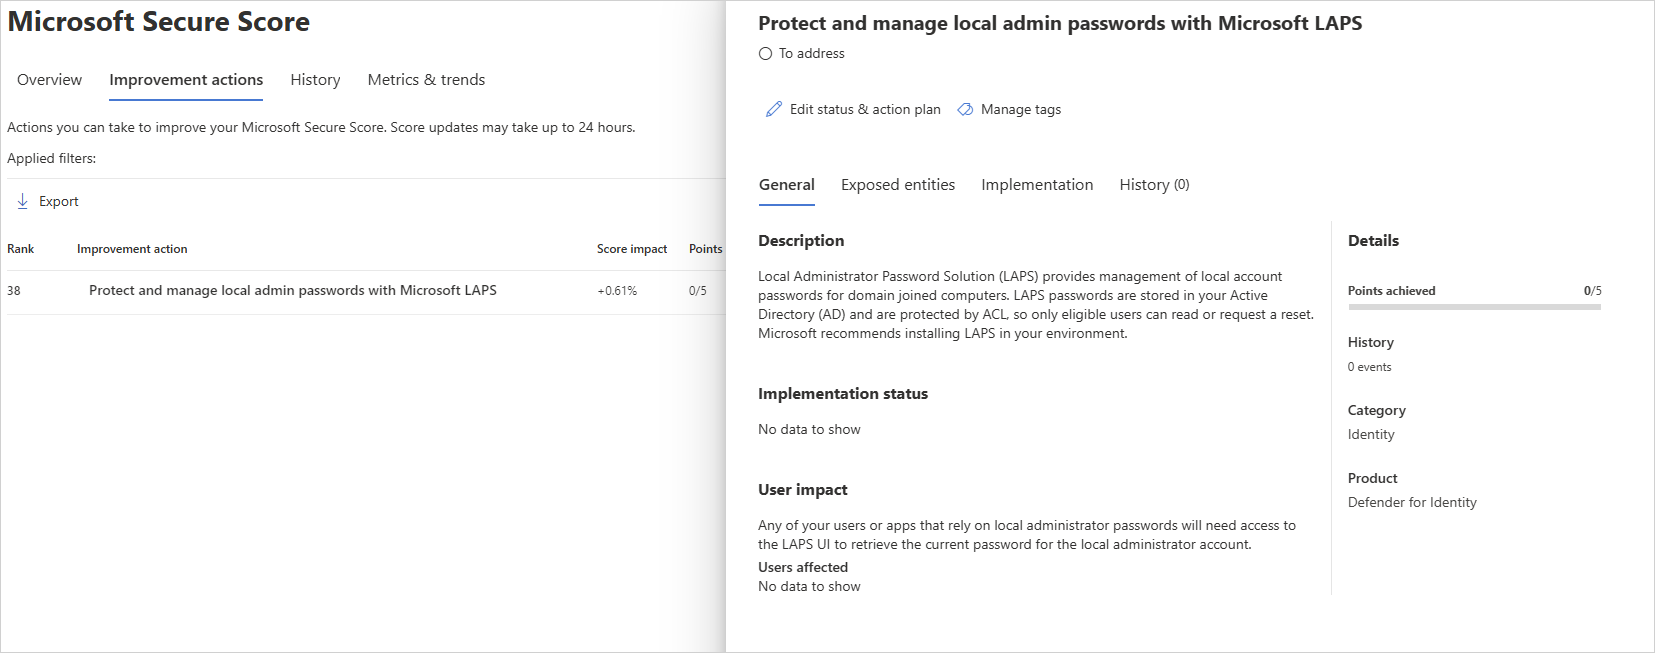 Microsoft Secure Score
Overview
Improvement actions
History
Metrics & trends
Actions you can take to improve your Microsoft Secure Score. Score updates may take up to 24 hours.
Applied filters:
Export
Rank
Improvement action
Score impact
Points
38
Protect and manage local admin passwords with Microsoft LAPS
+0.61%
0/5
Protect and manage local admin passwords with Microsoft LAPS
To address
Edit status & action plan
Manage tags
General
Exposed entities
Implementation
History (0)
Description
Local Administrator Password Solution (LAPS) provides management of local account
passwords for domain joined computers. LAPS passwords are stored in your Active
Directory (AD) and are protected by ACL, so only eligible users can read or request a reset.
Microsoft recommends installing LAPS in your environment.
Implementation status
No data to show
User impact
Any of your users or apps that rely on local administrator passwords will need access to
the LAPS UI to retrieve the current password for the local administrator account.
Users affected
No data to show
Details
Points achieved
0/5
History
0 events
Category
Identity
Product
Defender for Identity